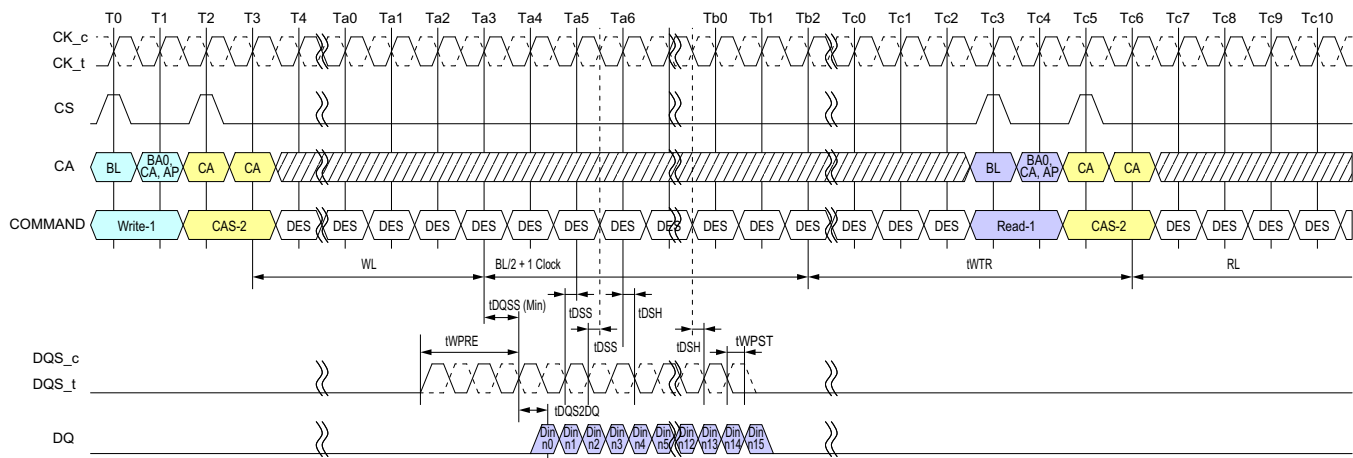 T0 T1 T2 T3 T4 Ta0 Ta1 Ta2 Ta3 Ta4 Ta5 Ta6 Tb0 Tb1 Tb2 Tc0 Tc1 Tc2 Tc3 Tc4 Tc5 Tc6 Tc7 Tc8 Tc9 Tc10
CK_c
CK_t
CS
CA BL BA0, CA, AP CA CA BL BA0, CA, AP CA CA
COMMAND Write-1 CAS-2 DES DES DES DES DES DES DES DES DES DES DES DES DES DES DES Read-1 CAS-2 DES DES DES DES
WL BL/2 + 1 Clock tWTR RL
tDQSS (Min) tDSS tDSH
tWPRE tDSS tDSH tWPST
DQS_c
DQS_t
tDQS2DQ
DQ Din n0 Din n1 Din n2 Din n3 Din n4 Din n5 Din n12 Din n13 Din n14 Din n15